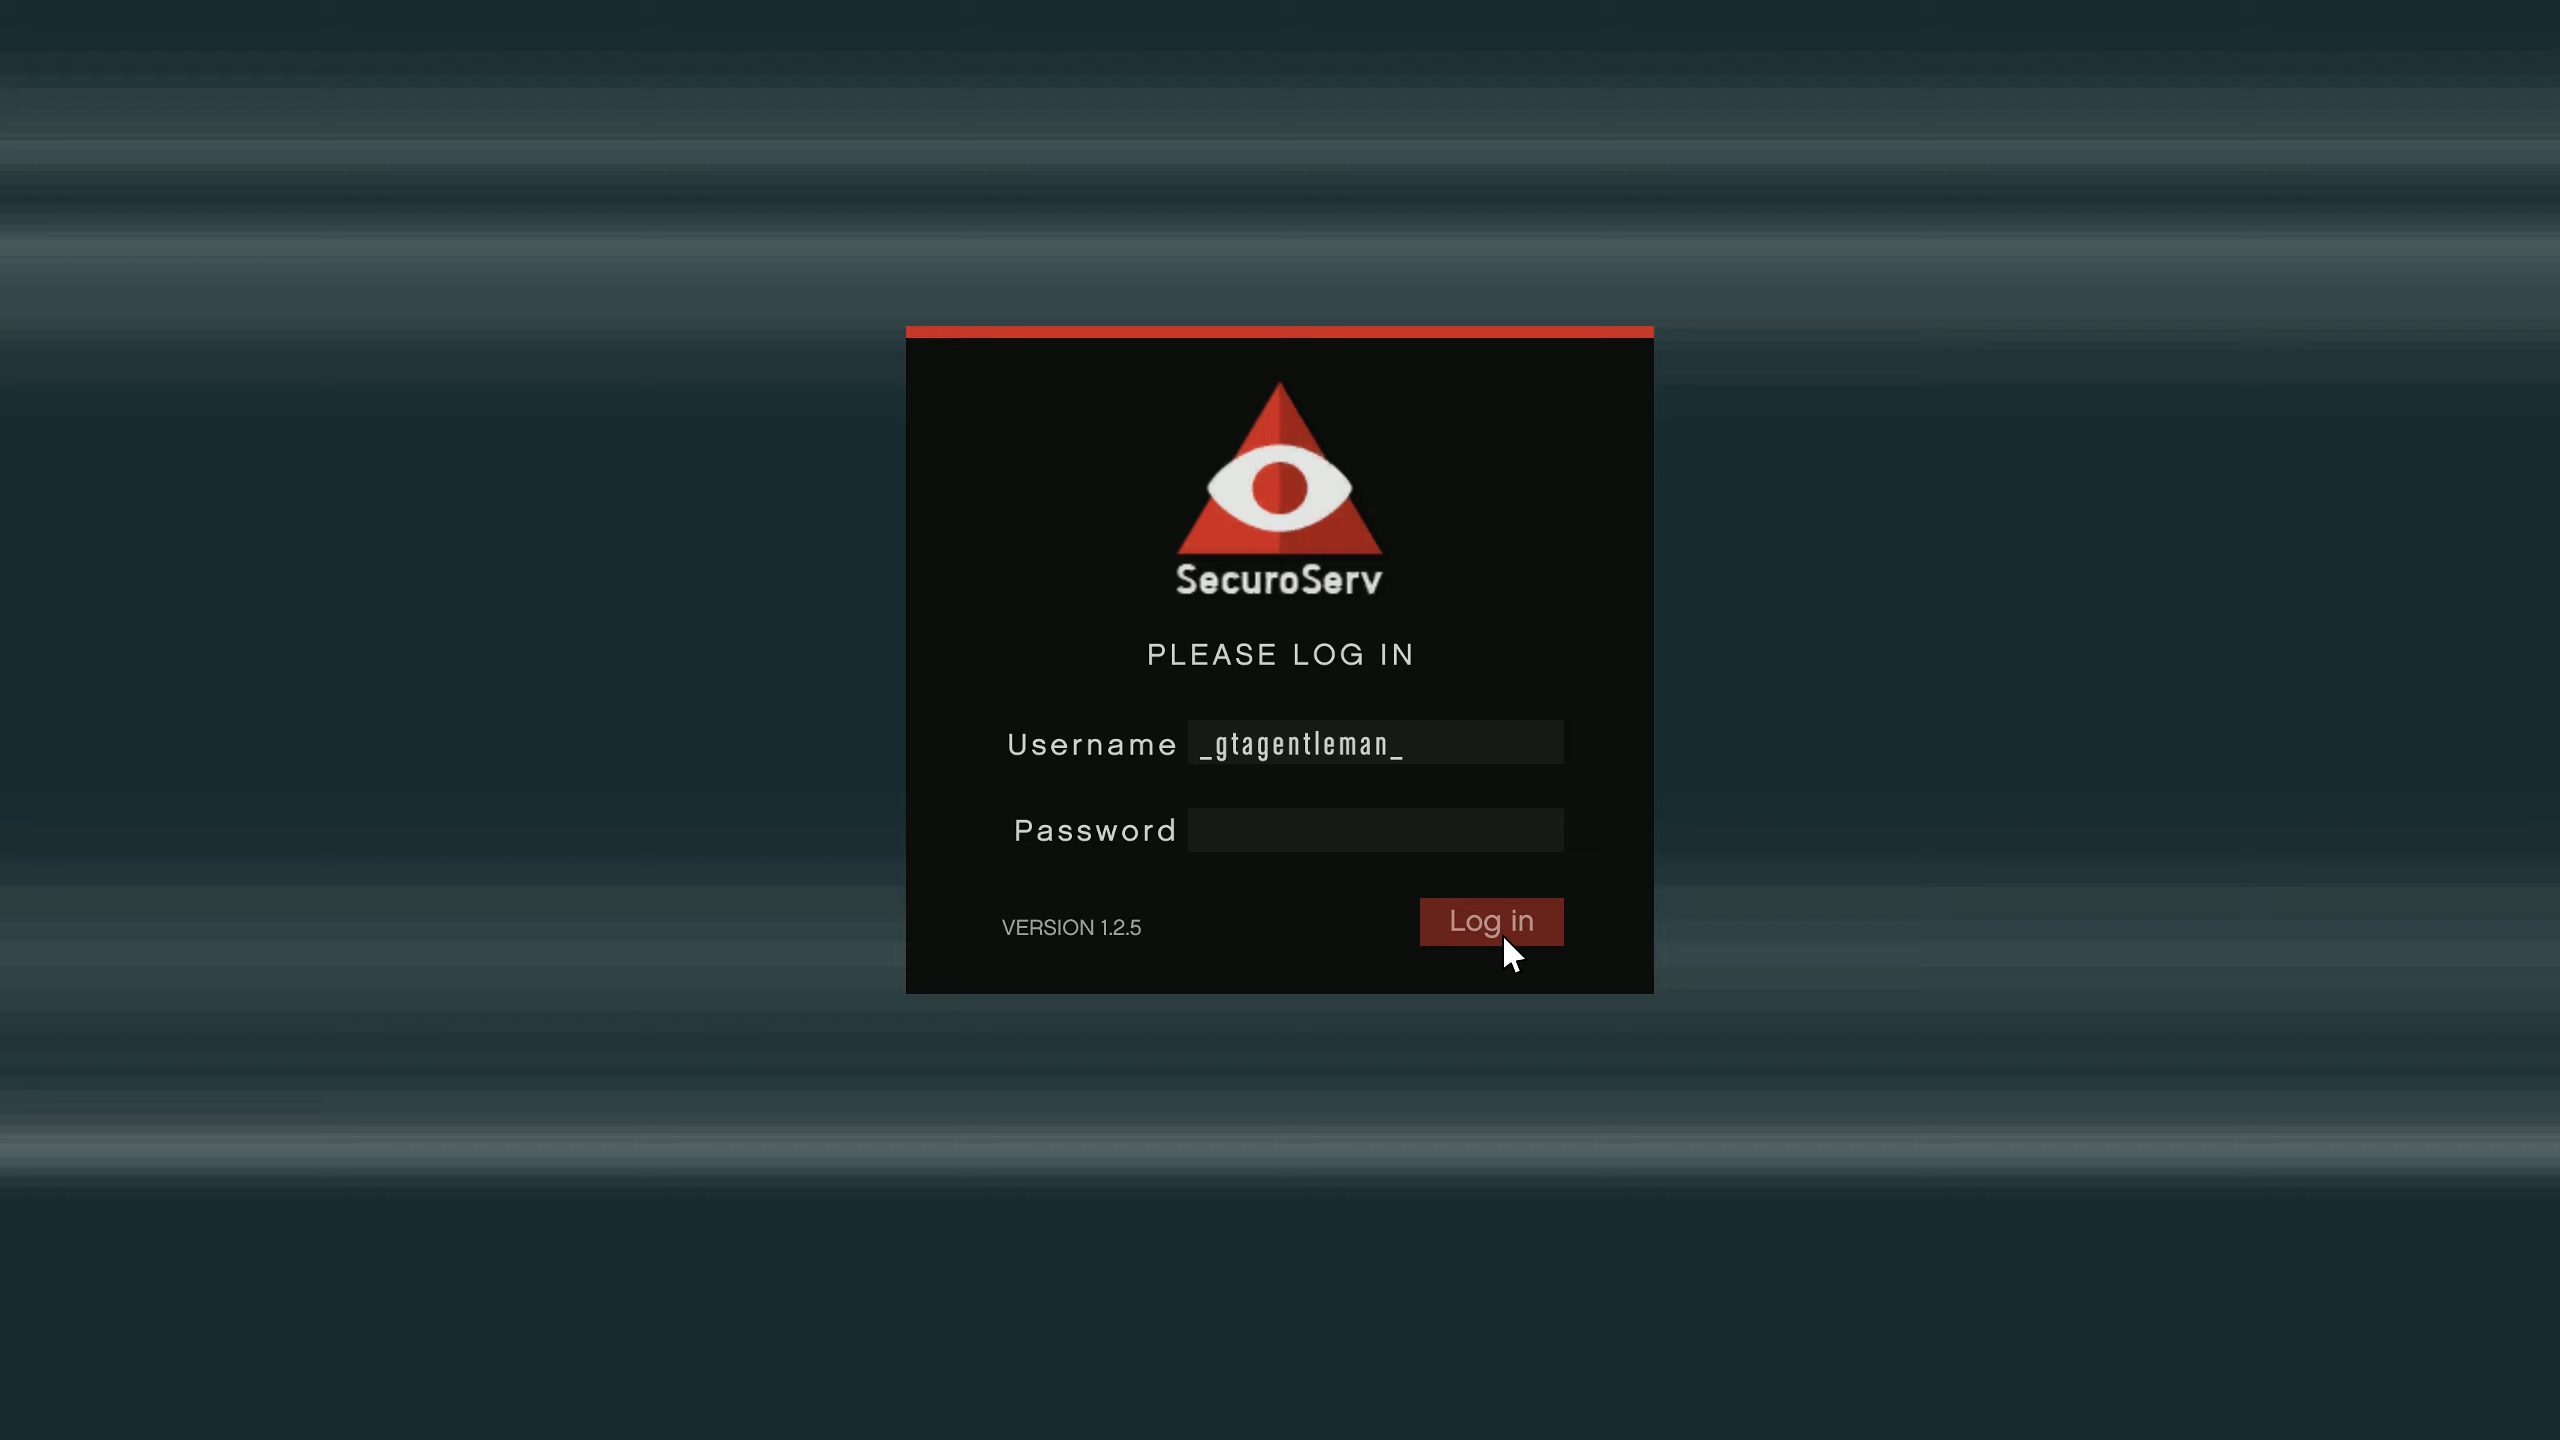 SecuroServ
PLEASE LOG IN
Username _gtagentleman_
Password
VERSION 1.2.5
Log in